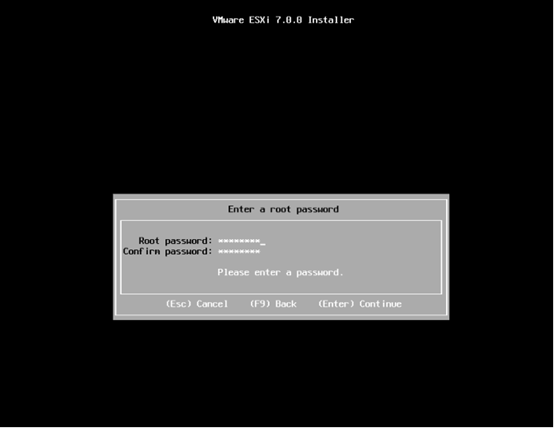 VMware ESXi 7.0.0 Installer
Enter a root password
Root password: ********_
Confirm password: ********
Please enter a password.
(Esc) Cancel (F9) Back (Enter) Continue